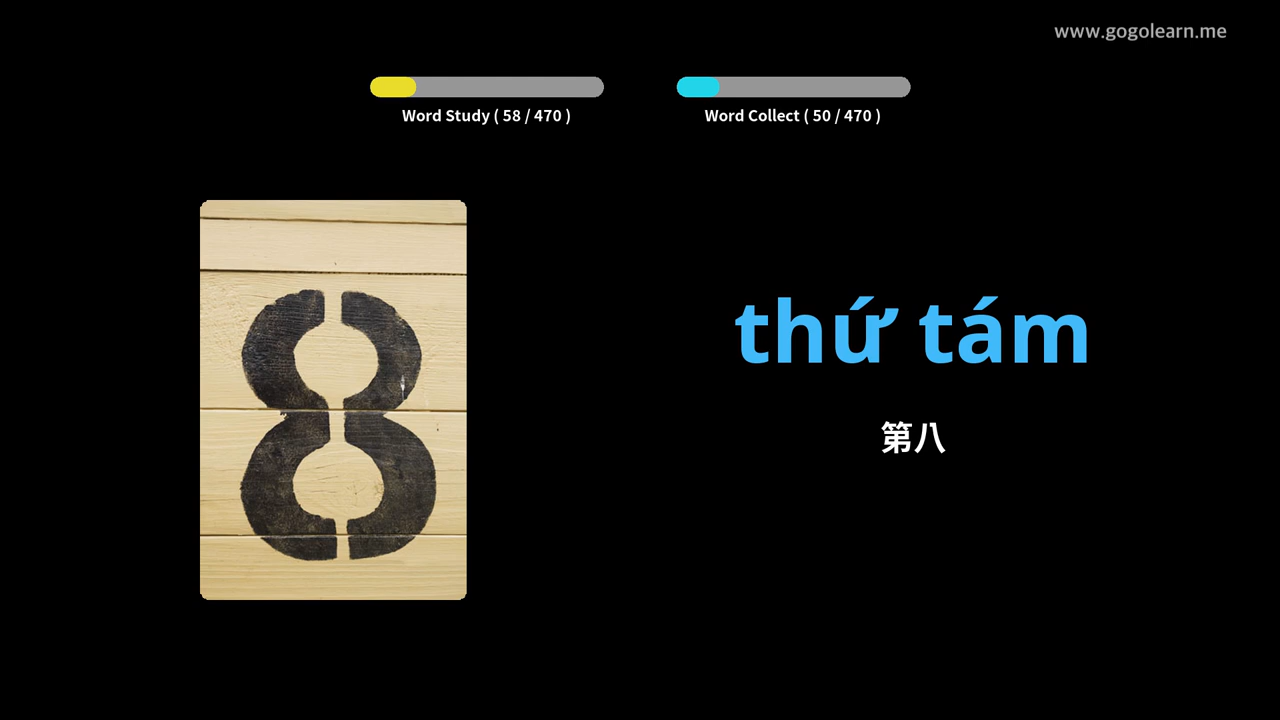 www.gogolearn.me
Word Study ( 58 / 470 )
Word Collect ( 50 / 470 )
8
thứ tám
第八